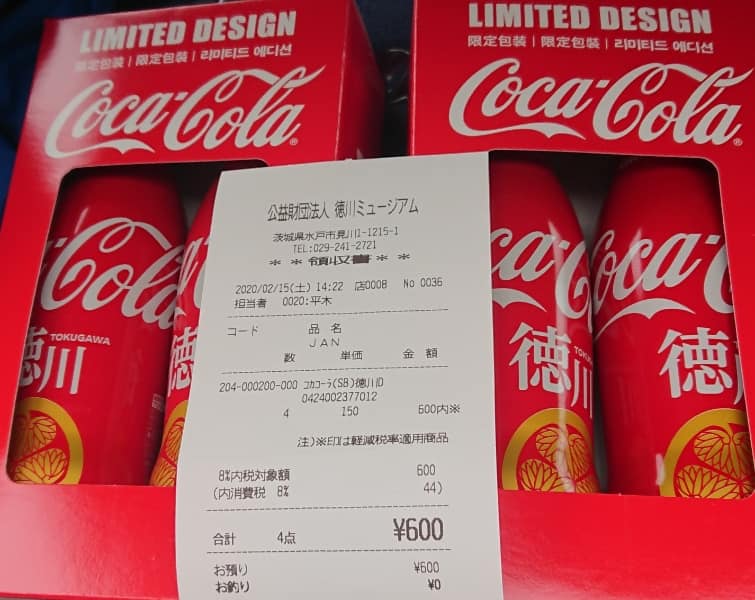 LIMITED DESIGN
限定包裝 | 限定包装 | 리미티드 에디션
Coca-Cola®
LIMITED DESIGN
限定包裝 | 限定包装 | 리미티드 에디션
Coca-Cola®
Coca-Cola
TOKUGAWA
徳川
Coca-Cola
徳川
Coca-Cola
徳川
公益財団法人 徳川ミュージアム
茨城県水戸市見川1-1215-1
TEL:029-241-2721
**領収書**
2020/02/15(土) 14:22 店0008 No 0036
担当者 0020:平木
コード 品 名
JAN
数 単価 金 額
204-000200-000 コカコーラ(SB)徳川D
0424002377012
4 150 600内※
注)※印は軽減税率適用商品
8%内税対象額 600
(内消費税 8% 44)
合計 4点 ¥600
お預り ¥600
お釣り ¥0